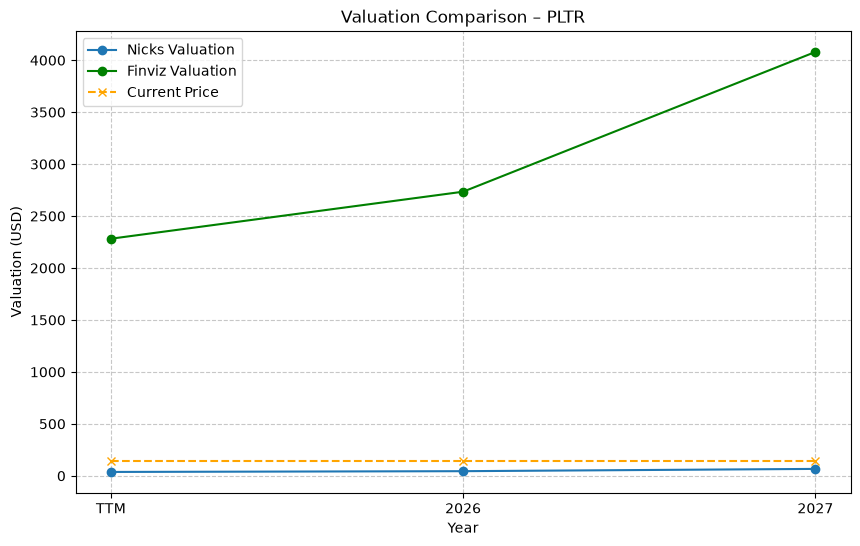 Valuation Comparison – PLTR
Nicks Valuation
Finviz Valuation
Current Price
Valuation (USD)
4000
3500
3000
2500
2000
1500
1000
500
0
TTM
2026
2027
Year